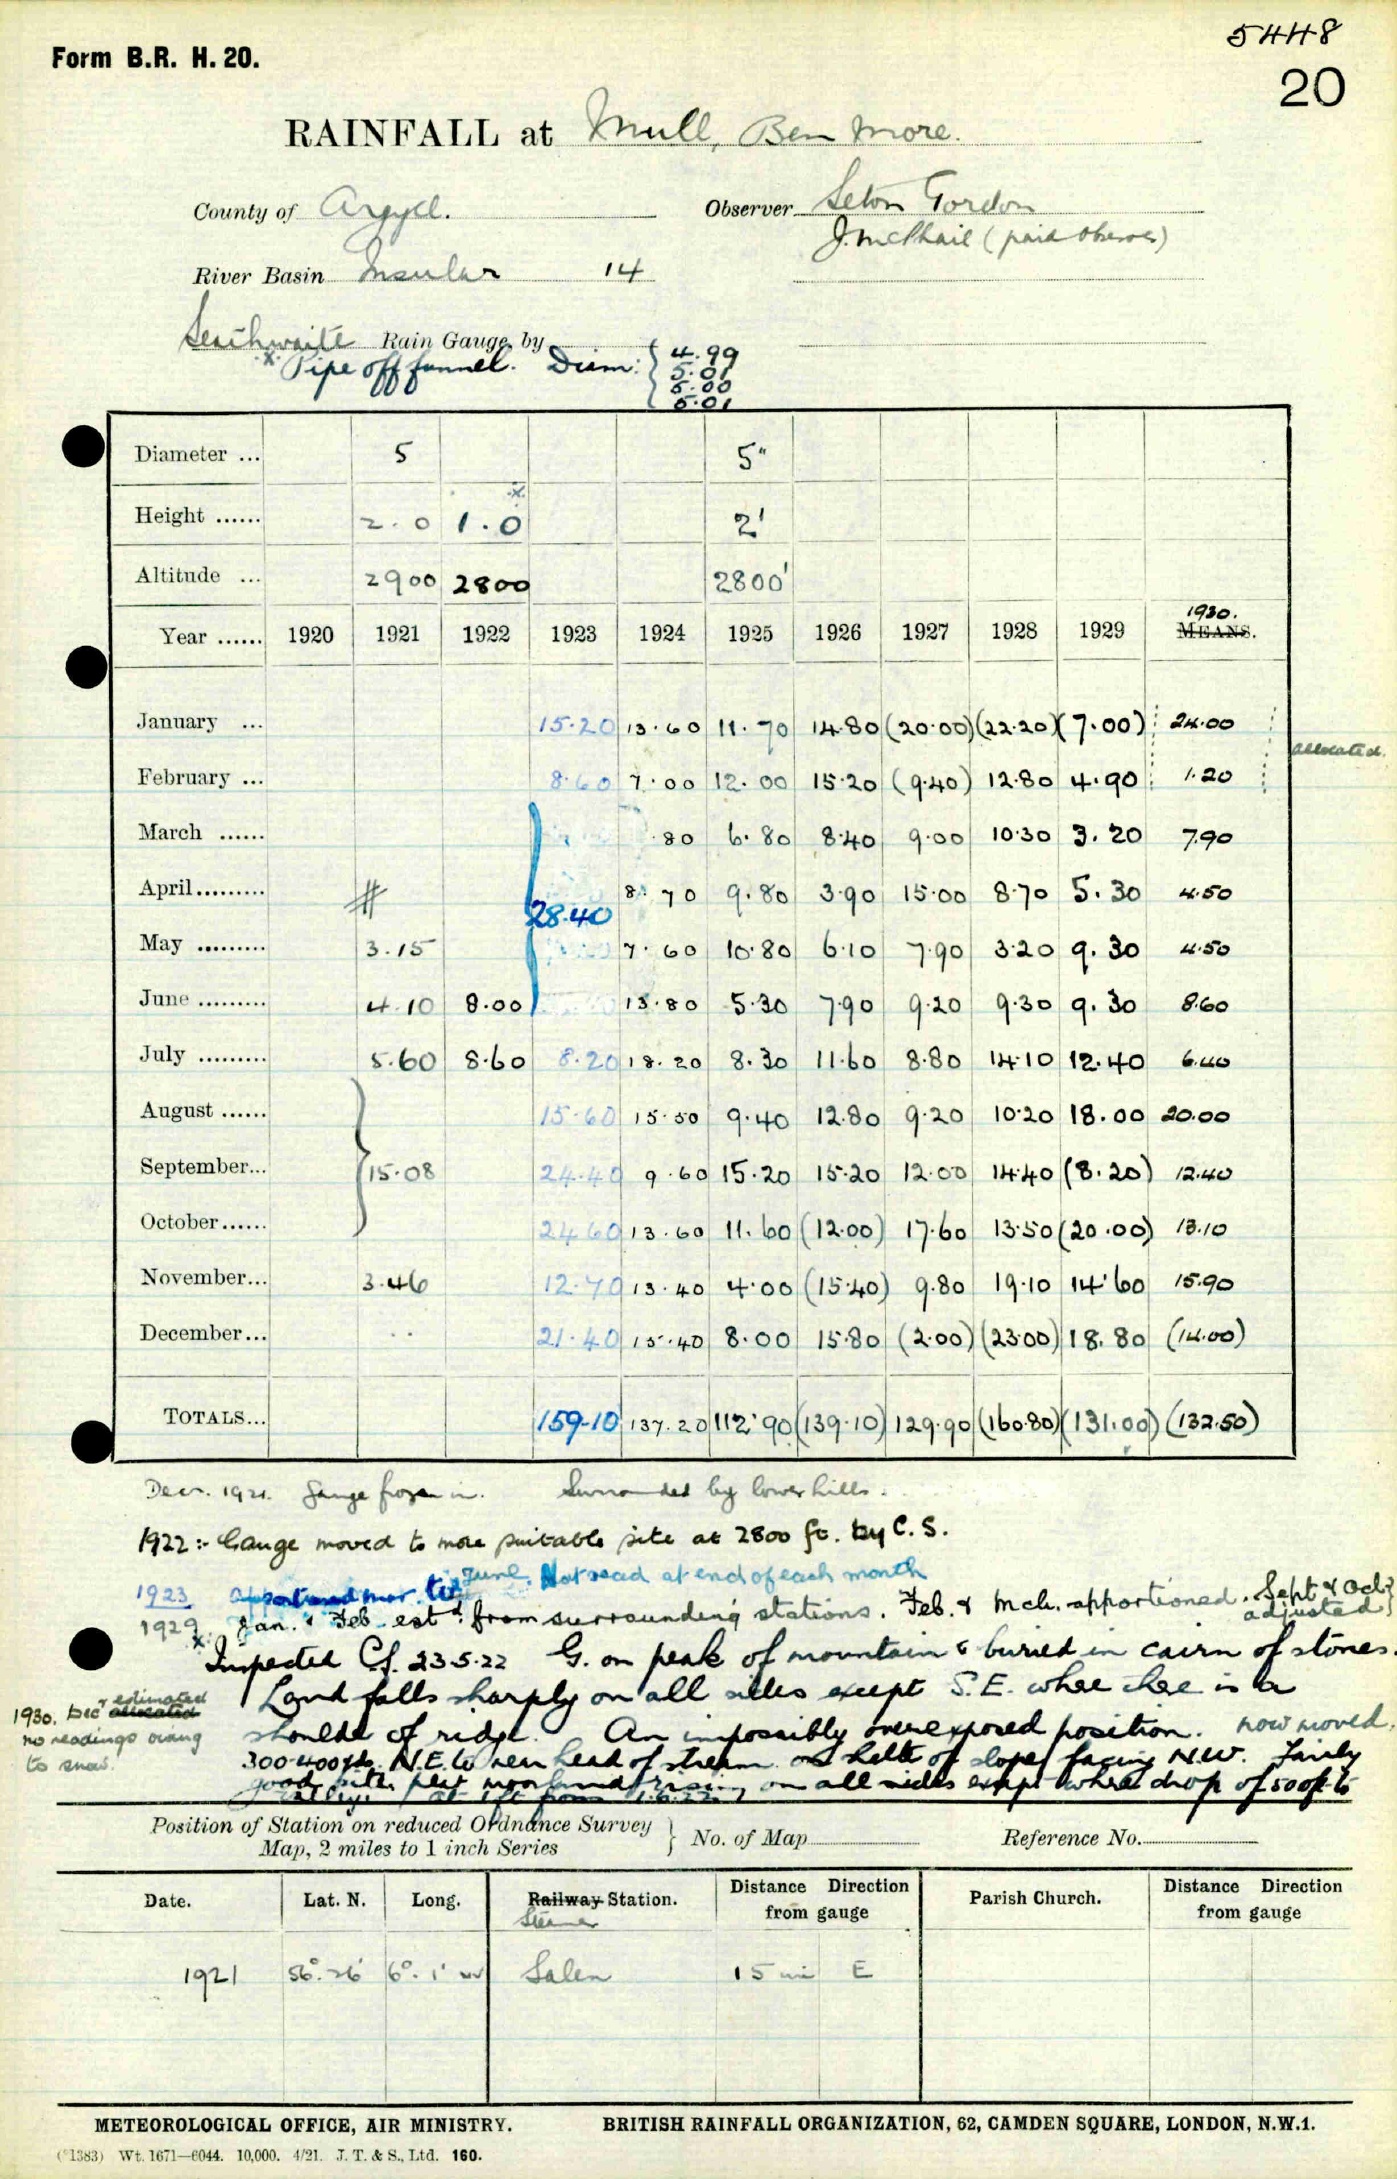 5448
Form B.R. H. 20.
20
RAINFALL at Mull, Ben More.
County of Argyll. Observer Seton Gordon
J. McPhail (paid observer)
River Basin Insular 14
Seathwaite Rain Gauge by
x Pipe off funnel. Diam: { 4.99
5.01
5.00
5.01
Diameter ... 5 5"
x
Height ...... 2.0 1.0 2'
Altitude ... 2900 2800 2800'
1930.
Year ...... 1920 1921 1922 1923 1924 1925 1926 1927 1928 1929 MEANS.
January ... 15.20 13.60 11.70 14.80 (20.00) (22.20) (7.00) 24.00
allocated.
February ... 8.60 7.00 12.00 15.20 (9.40) 12.80 4.90 1.20
March ...... .80 6.80 8.40 9.00 10.30 3.20 7.90
April......... # 28.40 8.70 9.80 3.90 15.00 8.70 5.30 4.50
May ......... 3.15 7.60 10.80 6.10 7.90 3.20 9.30 4.50
June ......... 4.10 8.00 13.80 5.30 7.90 9.20 9.30 9.30 8.60
July ......... 5.60 8.60 8.20 18.20 8.30 11.60 8.80 14.10 12.40 6.40
August ...... 15.60 15.50 9.40 12.80 9.20 10.20 18.00 20.00
September... } 15.08 24.40 9.60 15.20 15.20 12.00 14.40 (8.20) 12.40
October...... 24.60 13.60 11.60 (12.00) 17.60 13.50 (20.00) 13.10
November... 3.46 12.70 13.40 4.00 (15.40) 9.80 19.10 14.60 15.90
December... .. 21.40 15.40 8.00 15.80 (2.00) (23.00) 18.80 (14.00)
TOTALS... 159.10 137.20 112.90 (139.10) 129.90 (160.80) (131.00) (132.50)
Decr. 1921. Gauge frozen in. Surrounded by lower hills.
1922:- Gauge moved to more suitable site at 2800 ft. by C.S.
1923 apportioned mar. to June. Not read at end of each month
1929 Jan. & Feb. estd. from surrounding stations. Feb. & Mch. apportioned. Sept & Oct }
adjusted
x Inspected C.S. 23.5.22 G. on peak of mountain & buried in cairn of stones.
Land falls sharply on all sides except S.E. where there is a
1930. Dec estimated allocated
no readings owing
to snow.
shoulder of ridge. An impossibly overexposed position. now moved.
300-400 yds. N.E. to near head of stream on slope facing N.W. Fairly
good site, peat moorland rising on all sides except where drop of 500ft to
valley. at 1 ft from 1.6.22
Position of Station on reduced Ordnance Survey
Map, 2 miles to 1 inch Series } No. of Map Reference No.
Date. Lat. N. Long. Railway Station. Distance from gauge Direction Parish Church. Distance from gauge Direction
Steamer
1921 56°.26' 6°.1' W Salen 15 mi E
METEOROLOGICAL OFFICE, AIR MINISTRY. BRITISH RAINFALL ORGANIZATION, 62, CAMDEN SQUARE, LONDON, N.W.1.
(*1383) Wt. 1671—6044. 10,000. 4/21. J. T. & S., Ltd. 160.